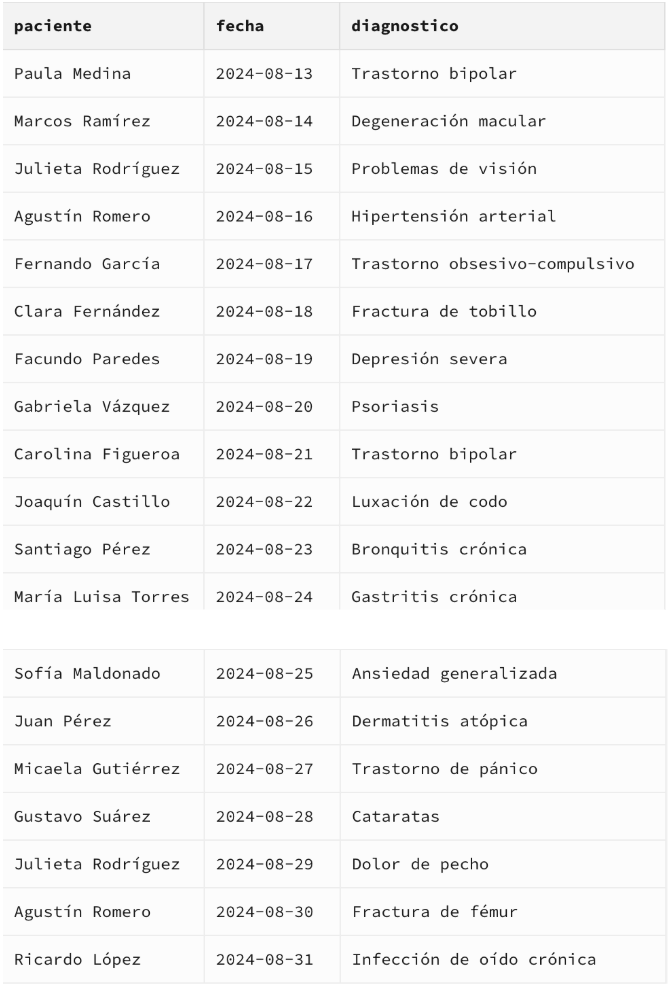 paciente fecha diagnostico
Paula Medina 2024-08-13 Trastorno bipolar
Marcos Ramírez 2024-08-14 Degeneración macular
Julieta Rodríguez 2024-08-15 Problemas de visión
Agustín Romero 2024-08-16 Hipertensión arterial
Fernando García 2024-08-17 Trastorno obsesivo-compulsivo
Clara Fernández 2024-08-18 Fractura de tobillo
Facundo Paredes 2024-08-19 Depresión severa
Gabriela Vázquez 2024-08-20 Psoriasis
Carolina Figueroa 2024-08-21 Trastorno bipolar
Joaquín Castillo 2024-08-22 Luxación de codo
Santiago Pérez 2024-08-23 Bronquitis crónica
María Luisa Torres 2024-08-24 Gastritis crónica
Sofía Maldonado 2024-08-25 Ansiedad generalizada
Juan Pérez 2024-08-26 Dermatitis atópica
Micaela Gutiérrez 2024-08-27 Trastorno de pánico
Gustavo Suárez 2024-08-28 Cataratas
Julieta Rodríguez 2024-08-29 Dolor de pecho
Agustín Romero 2024-08-30 Fractura de fémur
Ricardo López 2024-08-31 Infección de oído crónica